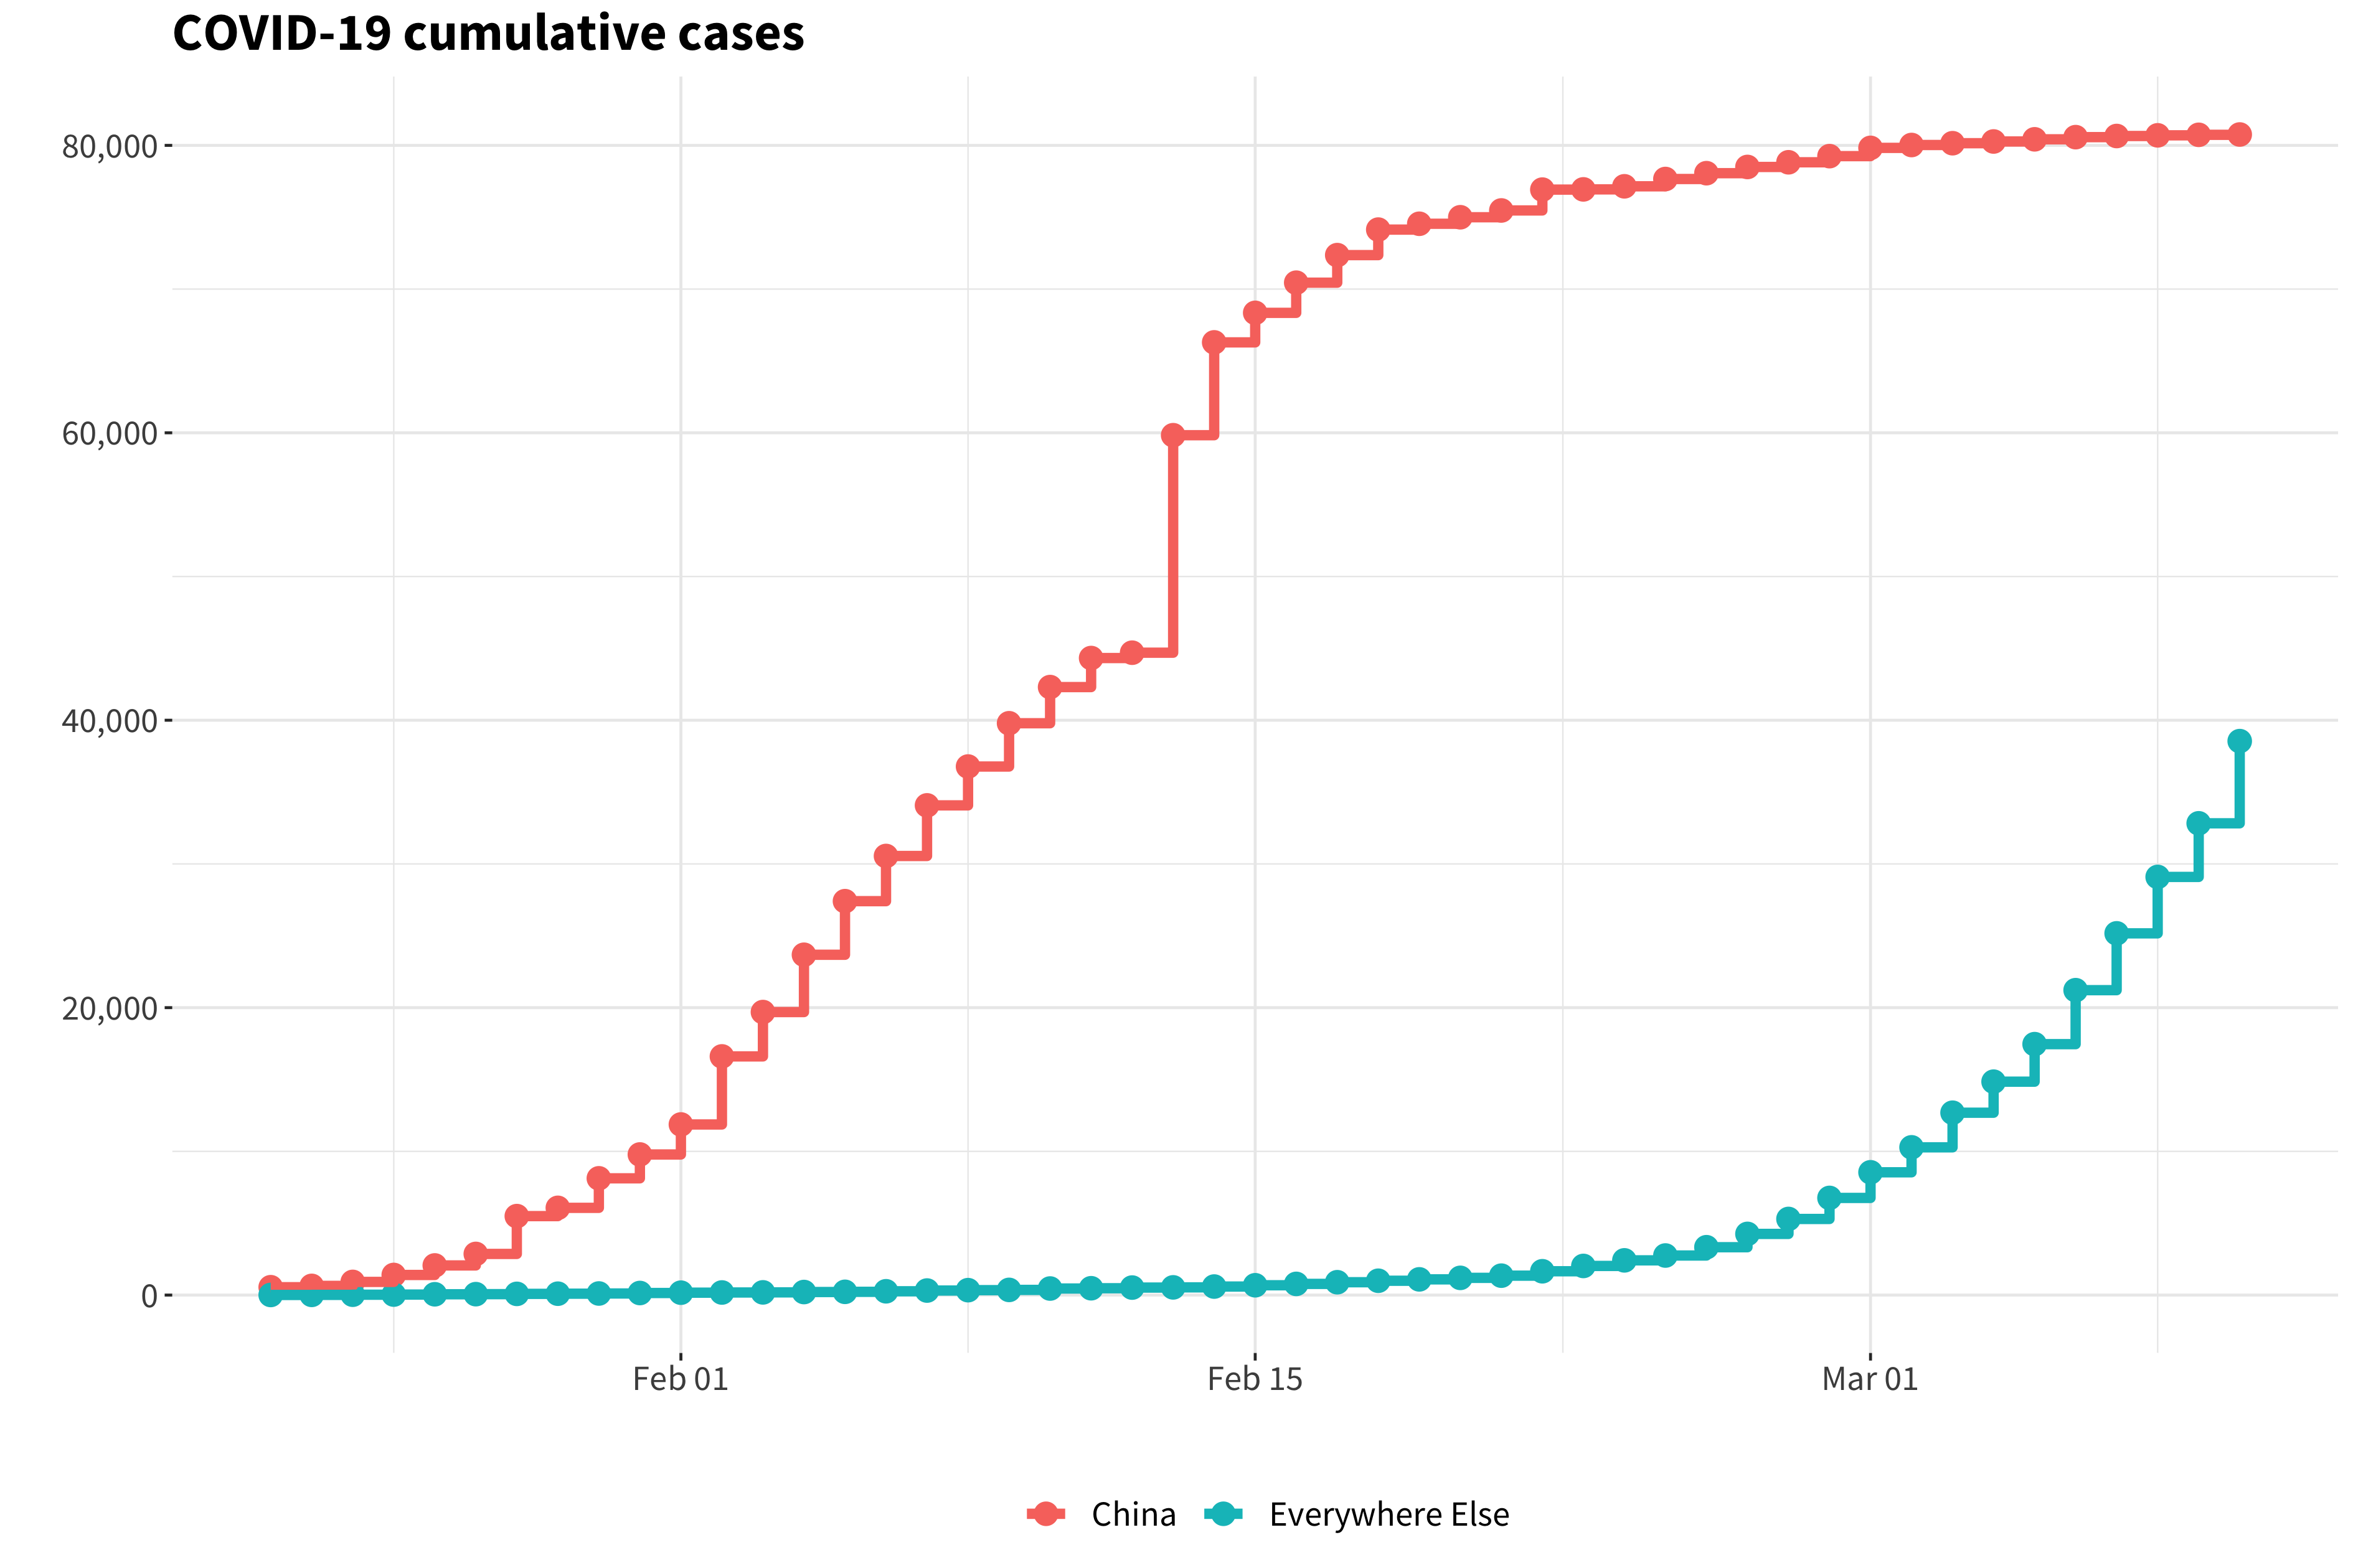 COVID-19 cumulative cases
80,000
60,000
40,000
20,000
0
Feb 01 Feb 15 Mar 01
China Everywhere Else